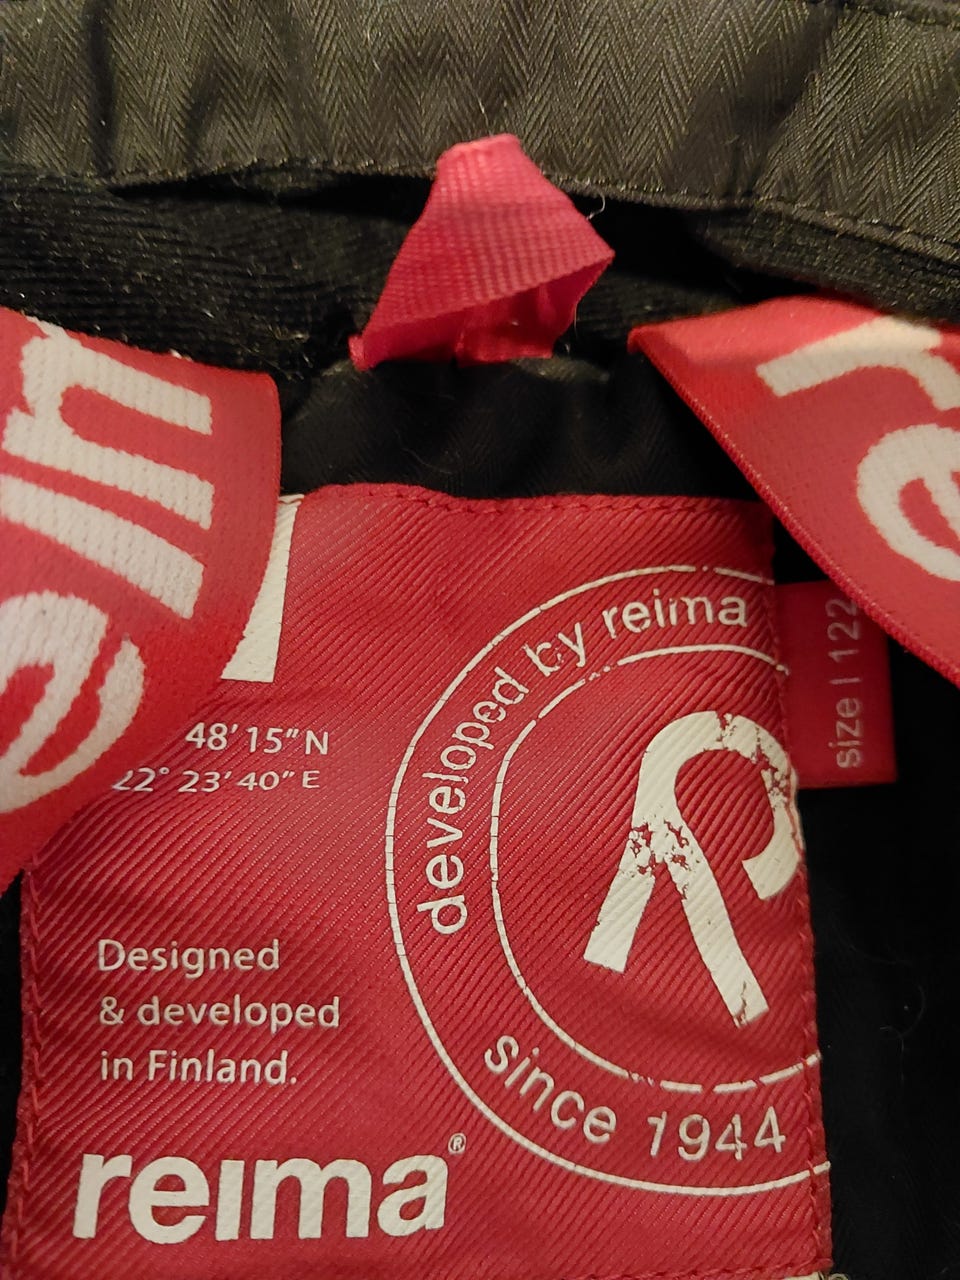 developed by reima
size | 122
48' 15" N
22° 23' 40" E
Designed
& developed
in Finland.
since 1944
reima®